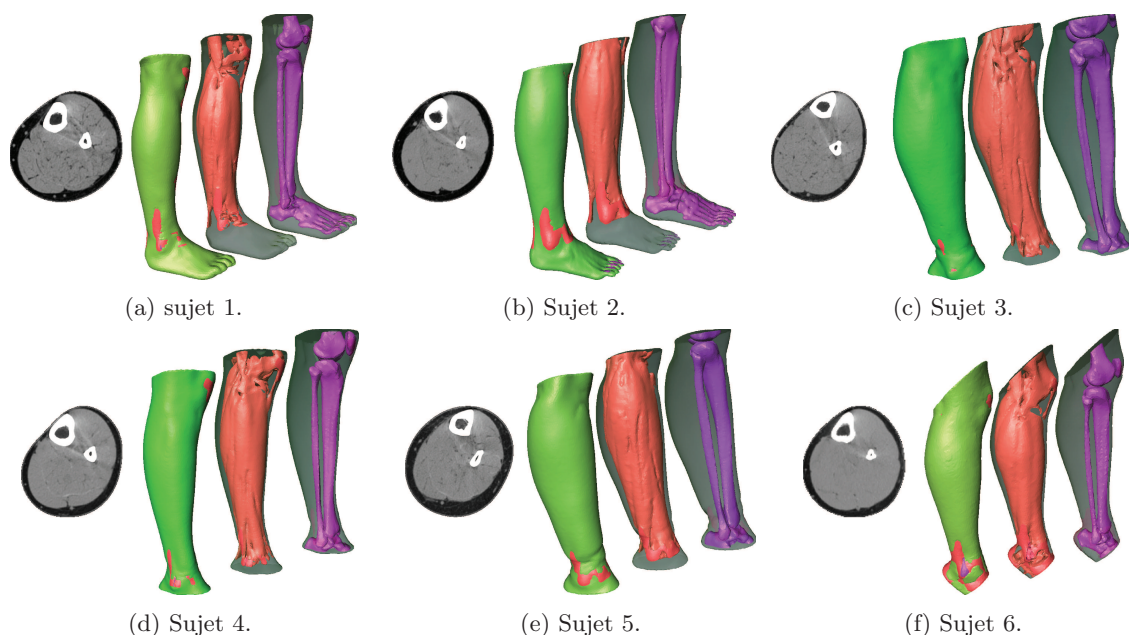 (a) sujet 1.
(b) Sujet 2.
(c) Sujet 3.
(d) Sujet 4.
(e) Sujet 5.
(f) Sujet 6.